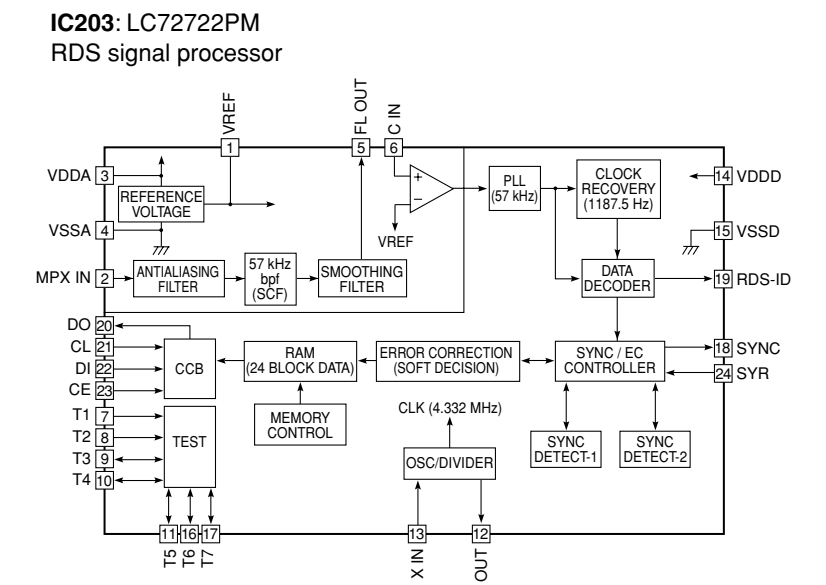 IC203: LC72722PM
RDS signal processor
VREF
FL OUT
C IN
1
5
6
VDDA 3
REFERENCE
VOLTAGE
VSSA 4
+
−
VREF
PLL
(57 kHz)
CLOCK
RECOVERY
(1187.5 Hz)
14 VDDD
15 VSSD
MPX IN 2
ANTIALIASING
FILTER
57 kHz
bpf
(SCF)
SMOOTHING
FILTER
DATA
DECODER
19 RDS-ID
DO 20
CL 21
DI 22
CE 23
CCB
RAM
(24 BLOCK DATA)
ERROR CORRECTION
(SOFT DECISION)
SYNC / EC
CONTROLLER
18 SYNC
24 SYR
MEMORY
CONTROL
CLK (4.332 MHz)
T1 7
T2 8
T3 9
T4 10
TEST
OSC/DIVIDER
SYNC
DETECT-1
SYNC
DETECT-2
11
16
17
13
12
T5
T6
T7
X IN
OUT